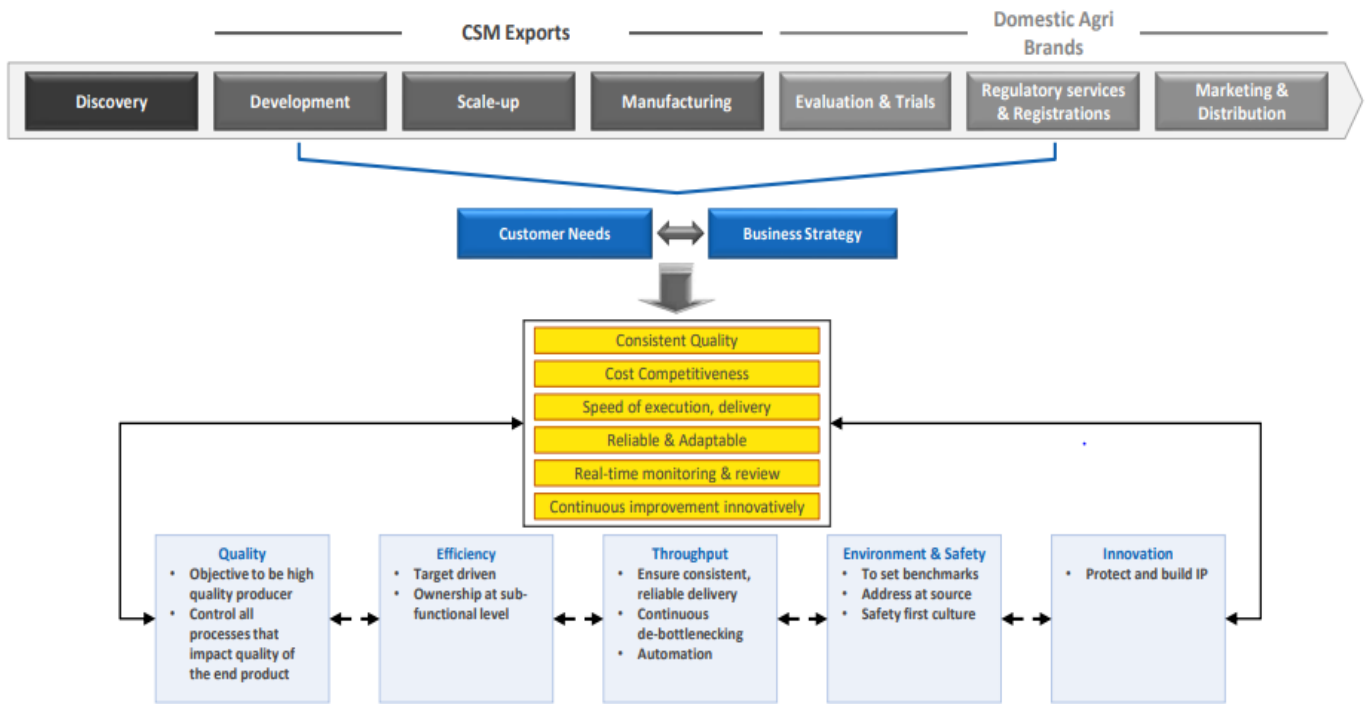 CSM Exports
Domestic Agri
Brands
Discovery
Development
Scale-up
Manufacturing
Evaluation & Trials
Regulatory services
& Registrations
Marketing &
Distribution
Customer Needs
Business Strategy
Consistent Quality
Cost Competitiveness
Speed of execution, delivery
Reliable & Adaptable
Real-time monitoring & review
Continuous improvement innovatively
Quality
• Objective to be high
quality producer
• Control all
processes that
impact quality of
the end product
Efficiency
• Target driven
• Ownership at sub-
functional level
Throughput
• Ensure consistent,
reliable delivery
• Continuous
de-bottlenecking
• Automation
Environment & Safety
• To set benchmarks
• Address at source
• Safety first culture
Innovation
• Protect and build IP